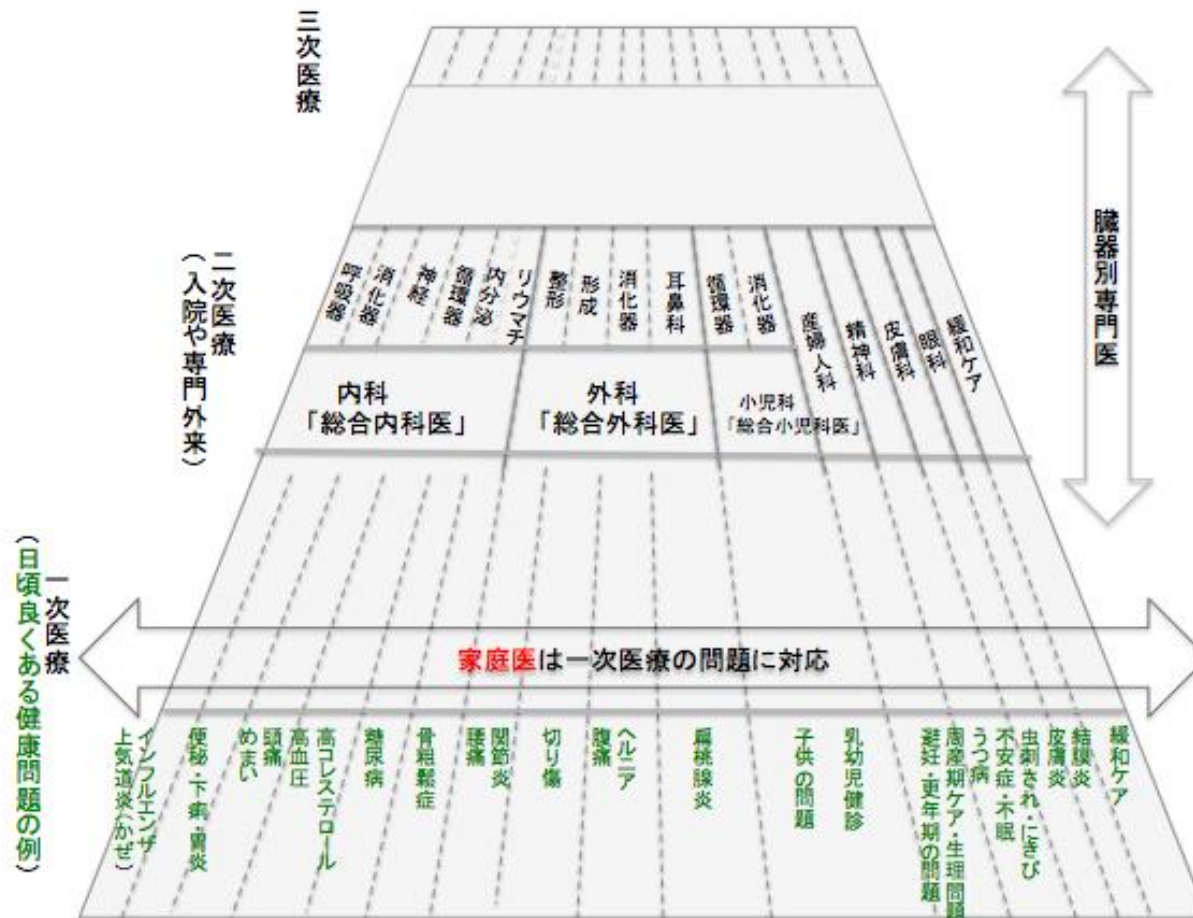 三次医療
二次医療
（入院や専門外来）
一次医療
（日頃良くある健康問題の例）
臓器別専門医
呼吸器
消化器
神経
循環器
内分泌
リウマチ
整形
形成
消化器
耳鼻科
循環器
消化器
産婦人科
精神科
皮膚科
眼科
緩和ケア
内科
「総合内科医」
外科
「総合外科医」
小児科
「総合小児科医」
家庭医は一次医療の問題に対応
インフルエンザ
上気道炎（かぜ）
便秘・下痢・胃炎
めまい
頭痛
高血圧
高コレステロール
糖尿病
骨粗鬆症
腰痛
関節炎
切り傷
腹痛
ヘルニア
扁桃腺炎
子供の問題
乳幼児健診
避妊・更年期の問題
周産期ケア・生理問題
うつ病
不安症・不眠
虫刺され・にきび
皮膚炎
結膜炎
緩和ケア